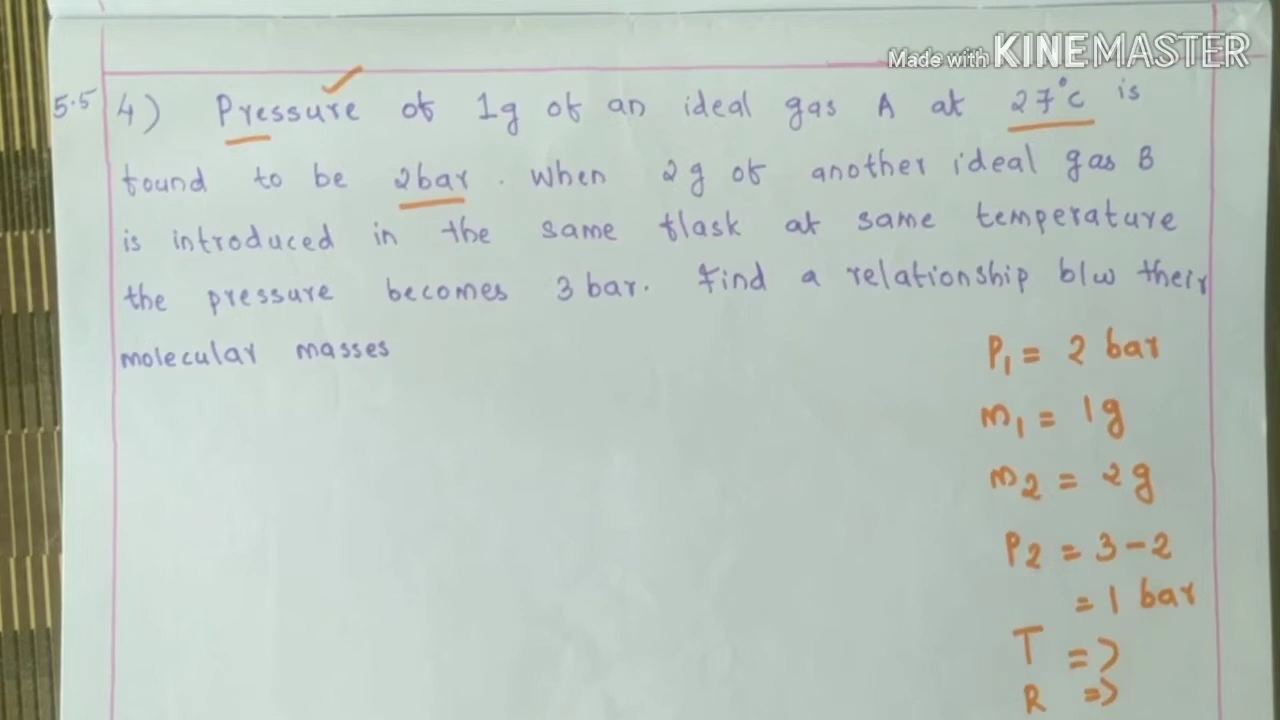 Made with KINEMASTER
5.5 4) Pressure of 1g of an ideal gas A at 27°c is
found to be 2bar. When 2g of another ideal gas B
is introduced in the same flask at same temperature
the pressure becomes 3 bar. Find a relationship b/w their
molecular masses
P₁ = 2 bar
m₁ = 1g
m₂ = 2g
P₂ = 3-2
= 1 bar
T =>
R =>